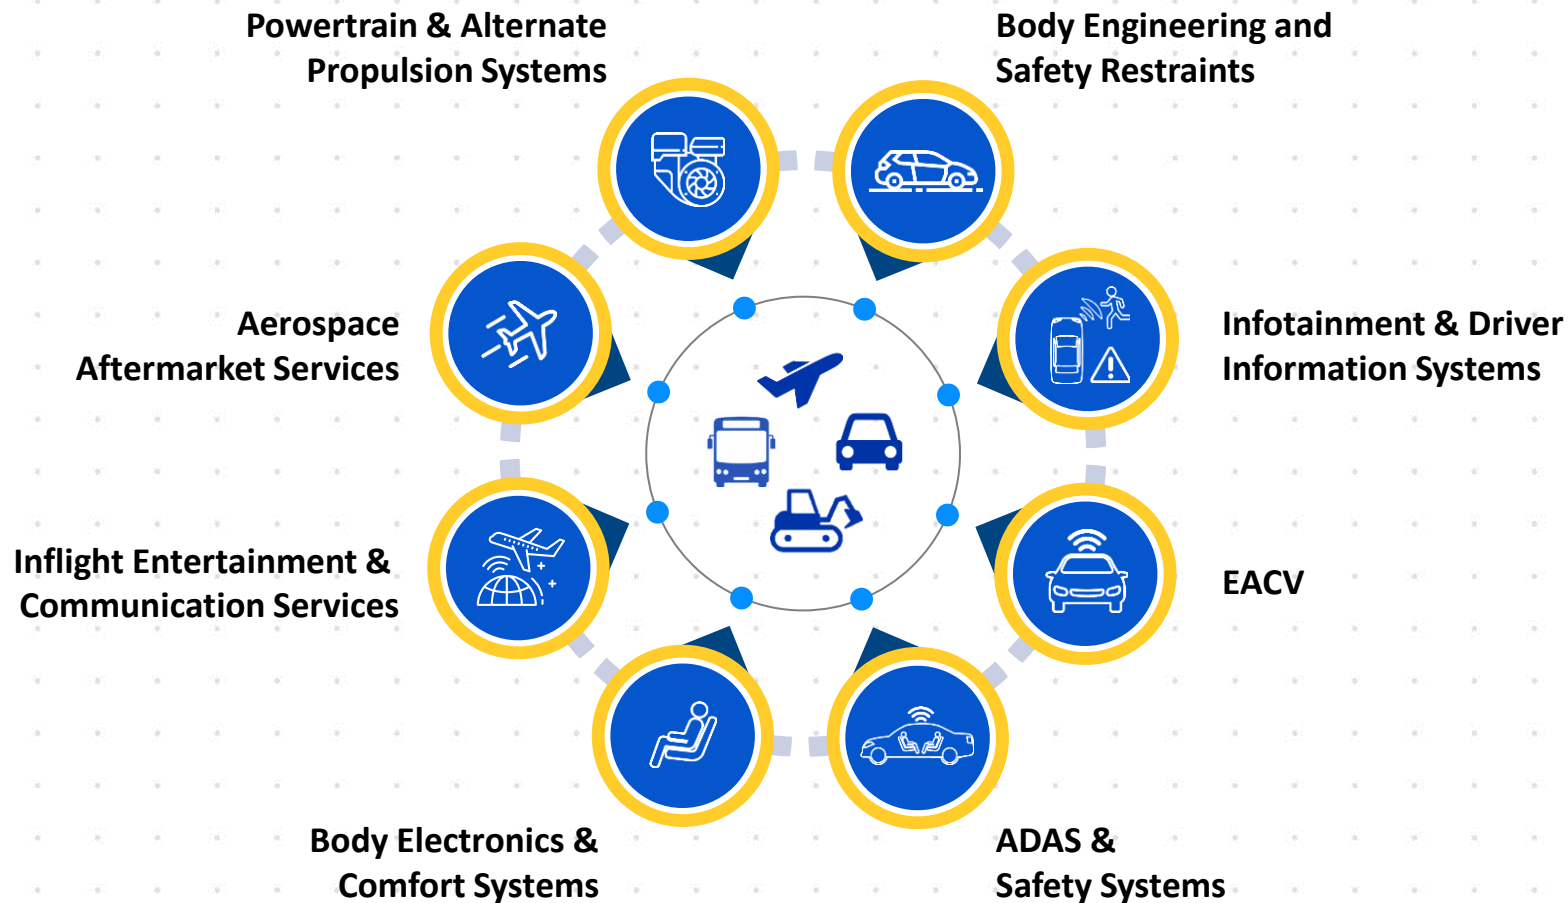 Powertrain & Alternate
Propulsion Systems
Body Engineering and
Safety Restraints
Aerospace
Aftermarket Services
Infotainment & Driver
Information Systems
Inflight Entertainment &
Communication Services
EACV
Body Electronics &
Comfort Systems
ADAS &
Safety Systems